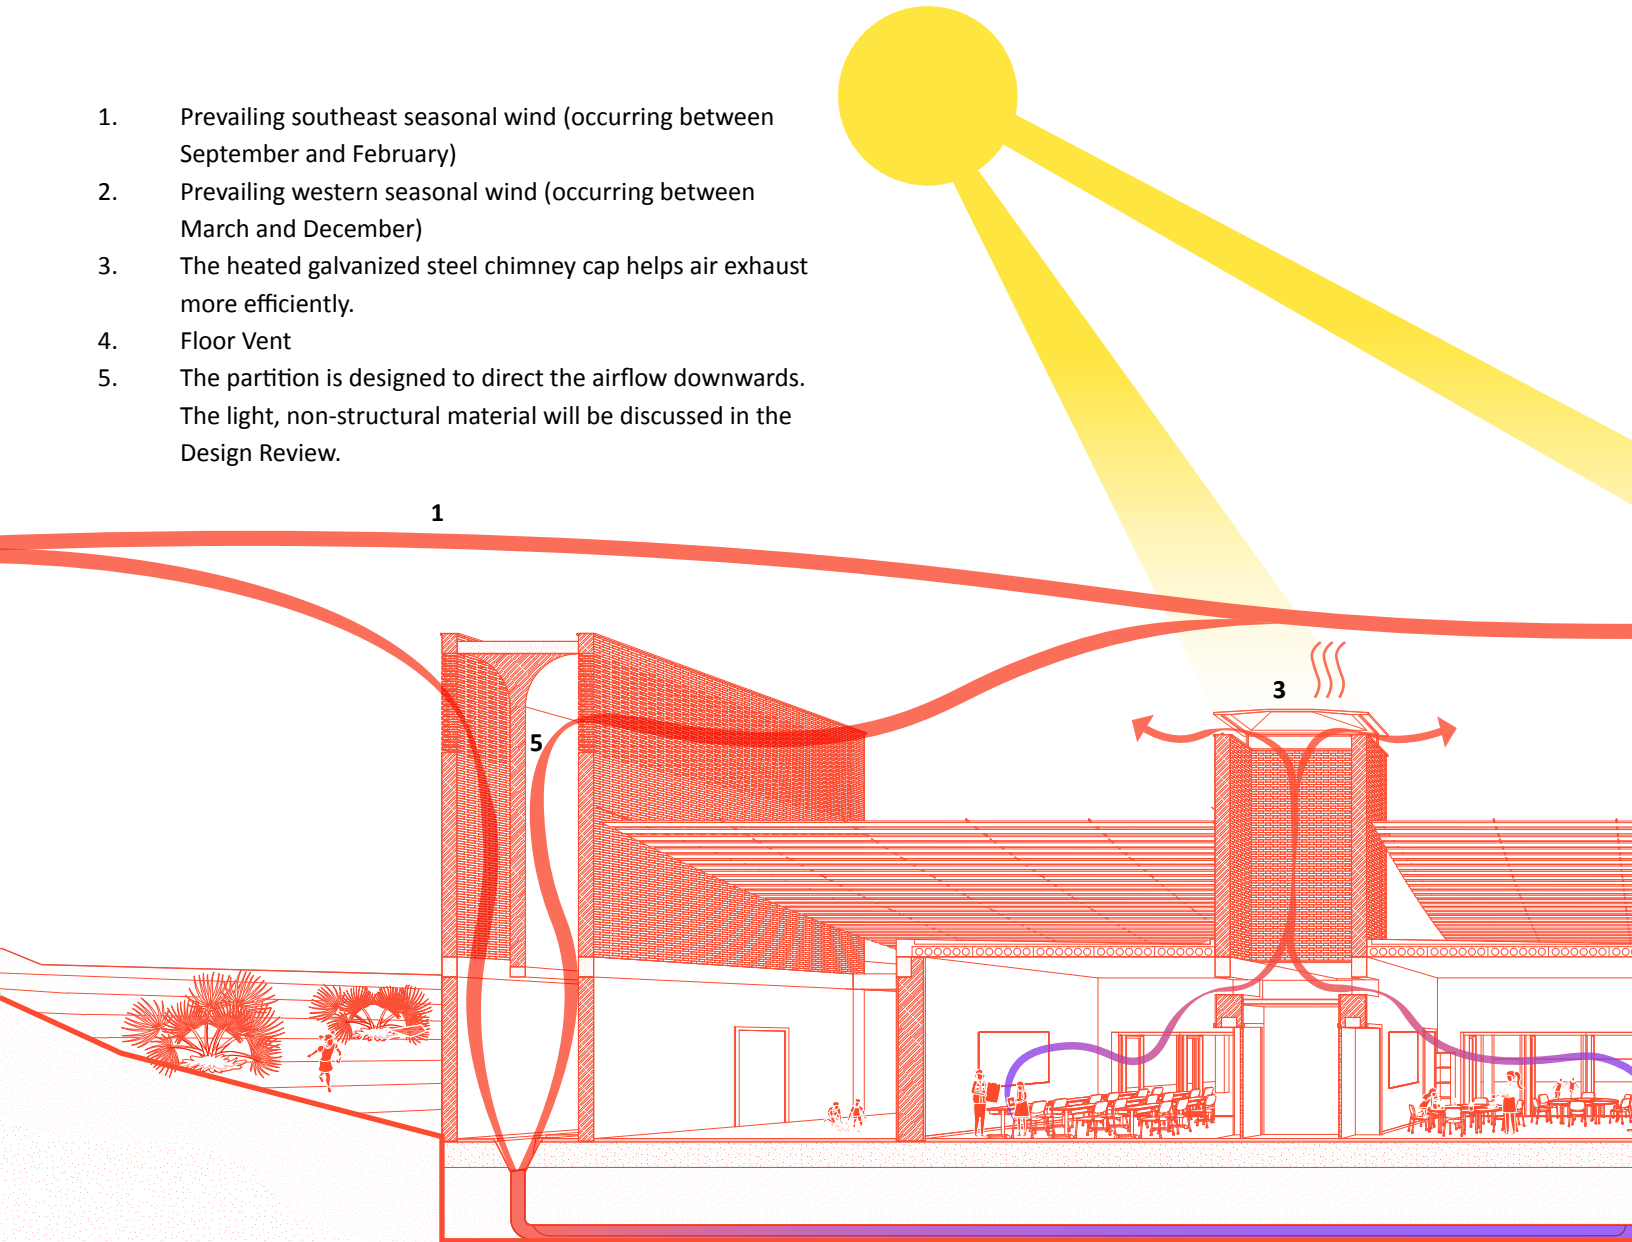 1. Prevailing southeast seasonal wind (occurring between
September and February)
2. Prevailing western seasonal wind (occurring between
March and December)
3. The heated galvanized steel chimney cap helps air exhaust
more efficiently.
4. Floor Vent
5. The partition is designed to direct the airflow downwards.
The light, non-structural material will be discussed in the
Design Review.
1
3
5